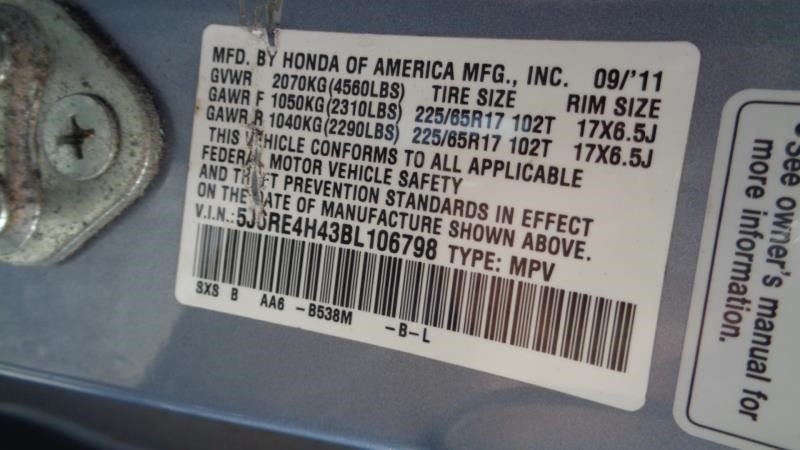 MFD. BY HONDA OF AMERICA MFG., INC. 09/'11
GVWR 2070KG(4560LBS) TIRE SIZE RIM SIZE
GAWR F 1050KG(2310LBS) 225/65R17 102T 17X6.5J
GAWR R 1040KG(2290LBS) 225/65R17 102T 17X6.5J
THIS VEHICLE CONFORMS TO ALL APPLICABLE
FEDERAL MOTOR VEHICLE SAFETY
AND THEFT PREVENTION STANDARDS IN EFFECT
ON THE DATE OF MANUFACTURE SHOWN ABOVE.
V.I.N.:5J6RE4H43BL106798 TYPE: MPV
SXS B AA6 -B538M -B-L
See owner's manual for
more information.